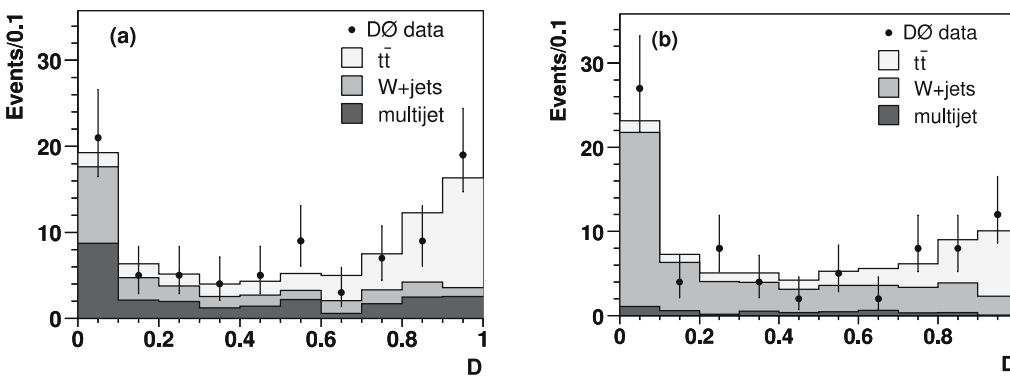 (a)
DØ data
tt̄
W+jets
multijet
Events/0.1
30
20
10
0
0 0.2 0.4 0.6 0.8 1
D
(b)
DØ data
tt̄
W+jets
multijet
Events/0.1
30
20
10
0
0 0.2 0.4 0.6 0.8